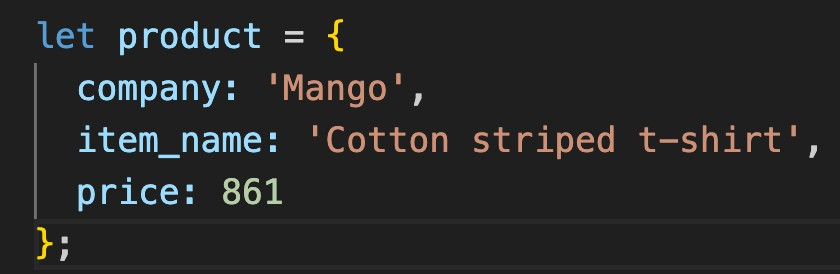 let product = {
  company: 'Mango',
  item_name: 'Cotton striped t-shirt',
  price: 861
};